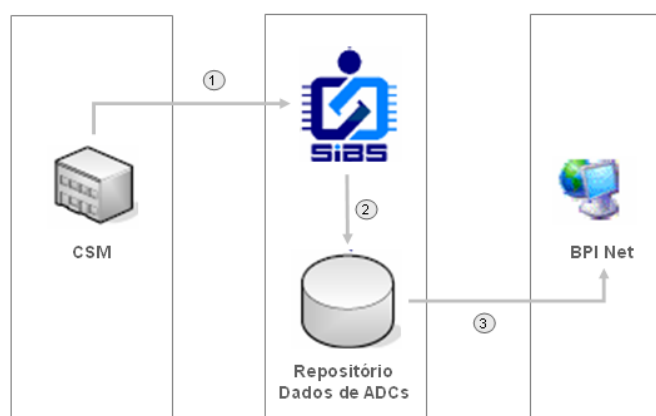 1
SiBS
2
CSM
BPI Net
3
Repositório
Dados de ADCs